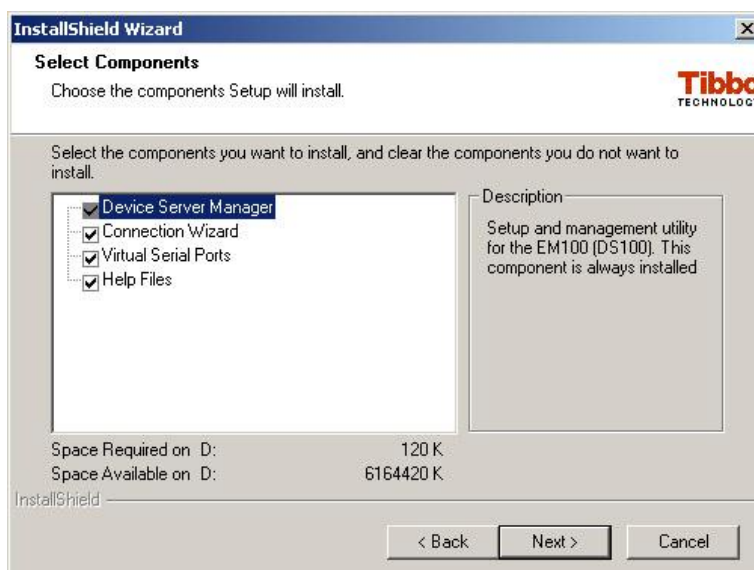 InstallShield Wizard
Select Components
Choose the components Setup will install.
Tibbo
TECHNOLOGY
Select the components you want to install, and clear the components you do not want to
install.
Device Server Manager
Connection Wizard
Virtual Serial Ports
Help Files
Description
Setup and management utility
for the EM100 (DS100). This
component is always installed
Space Required on D: 120 K
Space Available on D: 6164420 K
InstallShield
< Back Next > Cancel